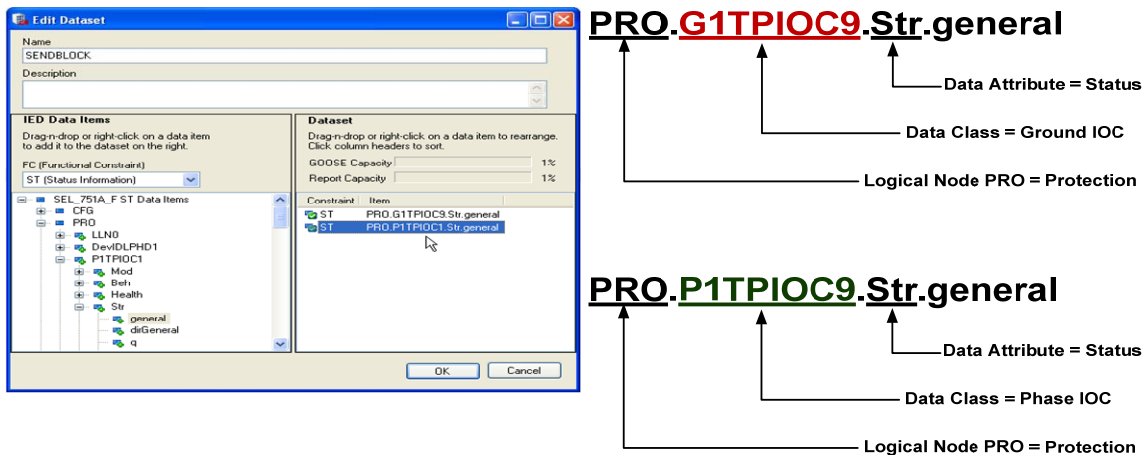 Edit Dataset
Name
SENDBLOCK
Description
IED Data Items
Drag-n-drop or right-click on a data item
to add it to the dataset on the right.
FC (Functional Constraint)
ST (Status Information)
SEL_751A_F ST Data Items
CFG
PRO
LLN0
DevIDLPHD1
P1TPIOC1
Mod
Beh
Health
Str
general
dirGeneral
q
Dataset
Drag-n-drop or right-click on a data item to rearrange.
Click column headers to sort.
GOOSE Capacity 1%
Report Capacity 1%
Constraint Item
ST PRO.G1TPIOC9.Str.general
ST PRO.P1TPIOC1.Str.general
OK Cancel
PRO.G1TPIOC9.Str.general
Data Attribute = Status
Data Class = Ground IOC
Logical Node PRO = Protection
PRO.P1TPIOC9.Str.general
Data Attribute = Status
Data Class = Phase IOC
Logical Node PRO = Protection